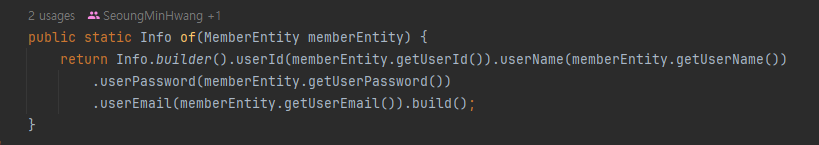 2 usages SeoungMinHwang +1
public static Info of(MemberEntity memberEntity) {
return Info.builder().userId(memberEntity.getUserId()).userName(memberEntity.getUserName())
.userPassword(memberEntity.getUserPassword())
.userEmail(memberEntity.getUserEmail()).build();
}